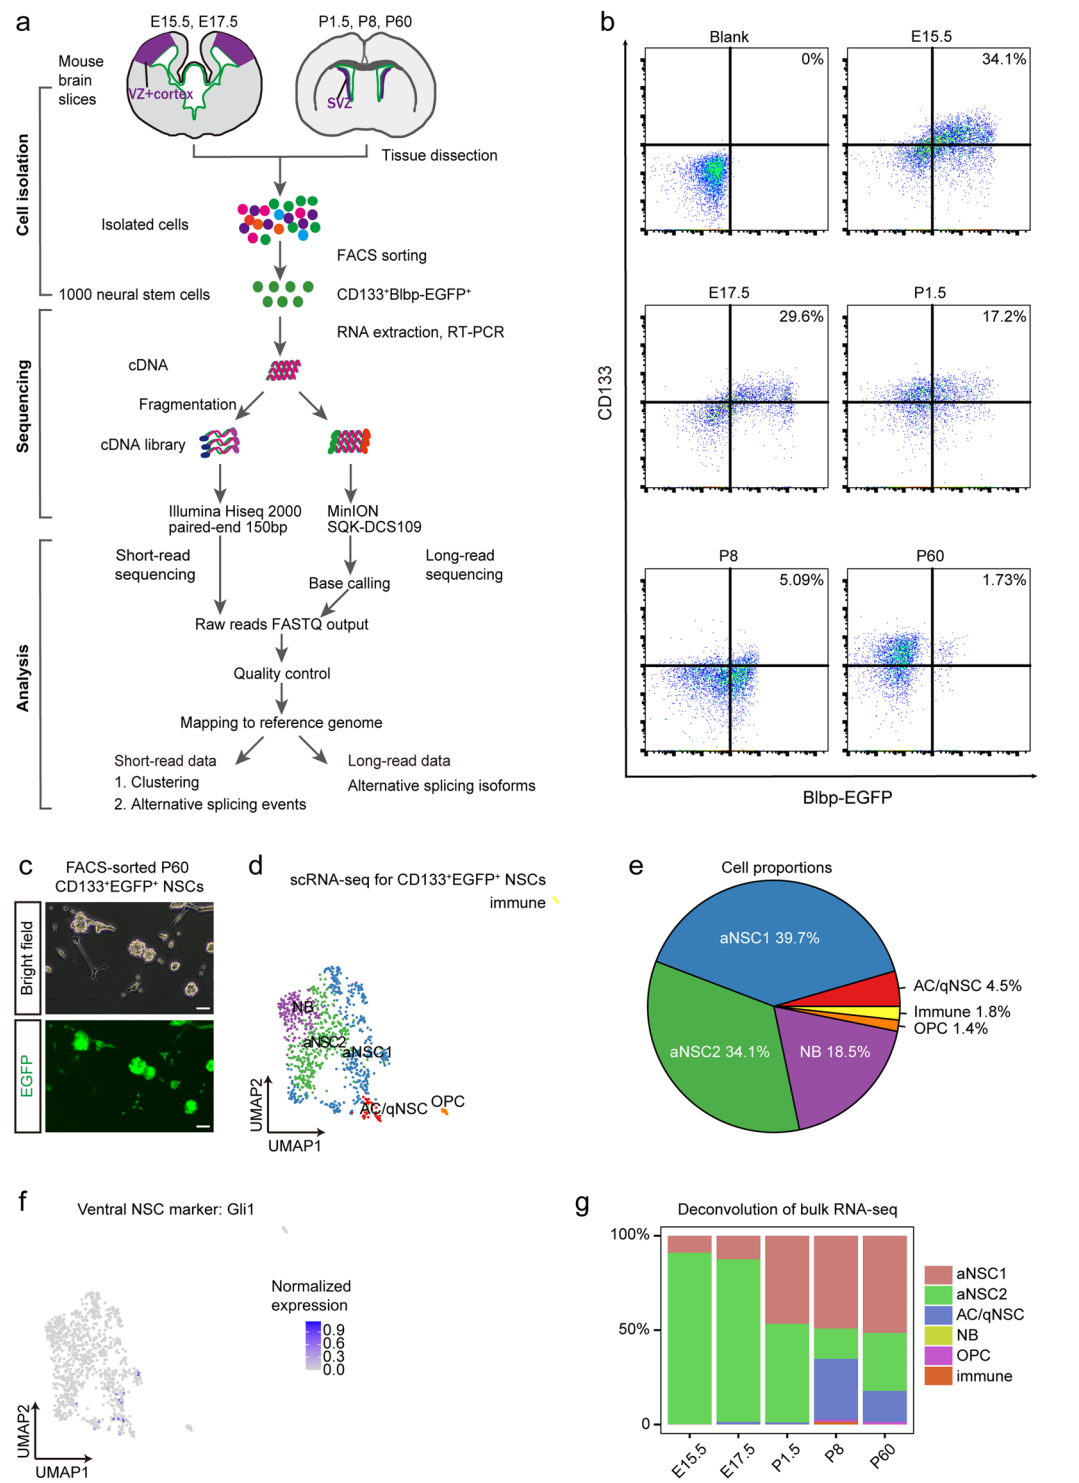 a
E15.5, E17.5
P1.5, P8, P60
Mouse
brain
slices
VZ+cortex
SVZ
Tissue dissection
Cell isolation
Isolated cells
FACS sorting
1000 neural stem cells
CD133⁺Blbp-EGFP⁺
RNA extraction, RT-PCR
Sequencing
cDNA
Fragmentation
cDNA library
Illumina Hiseq 2000
paired-end 150bp
MinION
SQK-DCS109
Short-read
sequencing
Long-read
sequencing
Base calling
Raw reads FASTQ output
Analysis
Quality control
Mapping to reference genome
Short-read data
1. Clustering
2. Alternative splicing events
Long-read data
Alternative splicing isoforms
b
Blank
0%
E15.5
34.1%
E17.5
29.6%
P1.5
17.2%
CD133
P8
5.09%
P60
1.73%
Blbp-EGFP
c
FACS-sorted P60
CD133⁺EGFP⁺ NSCs
Bright field
EGFP
d
scRNA-seq for CD133⁺EGFP⁺ NSCs
immune
NB
aNSC2
aNSC1
AC/qNSC
OPC
UMAP2
UMAP1
e
Cell proportions
aNSC1 39.7%
AC/qNSC 4.5%
Immune 1.8%
OPC 1.4%
aNSC2 34.1%
NB 18.5%
f
Ventral NSC marker: Gli1
Normalized
expression
0.9
0.6
0.3
0.0
UMAP2
UMAP1
g
Deconvolution of bulk RNA-seq
100%
50%
0
E15.5
E17.5
P1.5
P8
P60
aNSC1
aNSC2
AC/qNSC
NB
OPC
immune